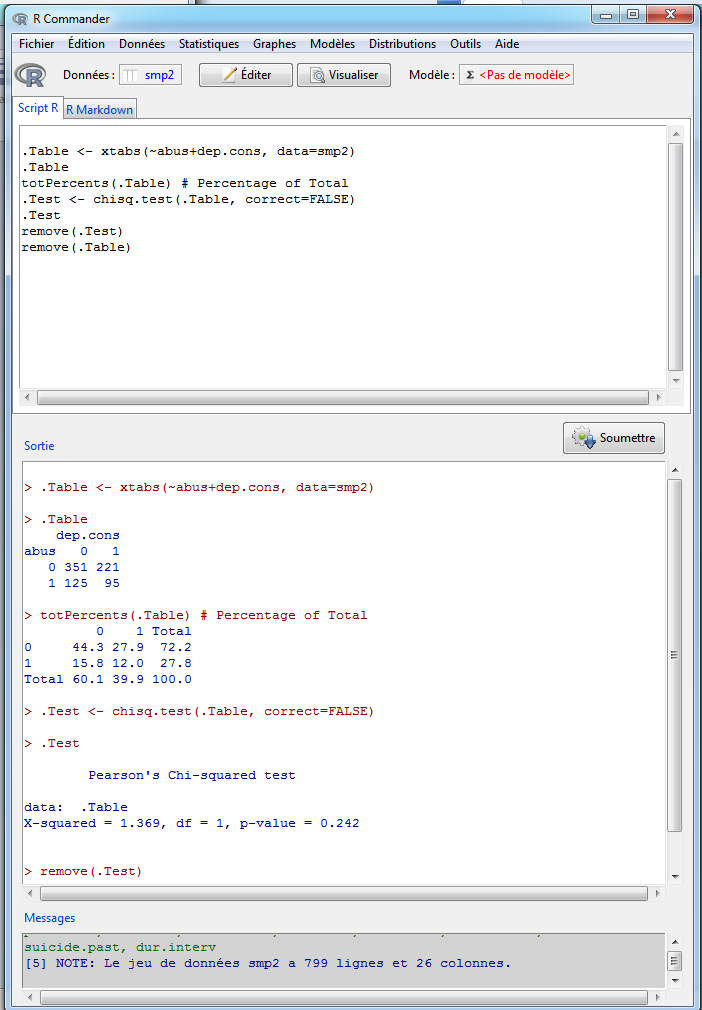 R Commander
Fichier Édition Données Statistiques Graphes Modèles Distributions Outils Aide
R Données : smp2 Éditer Visualiser Modèle : Σ <Pas de modèle>
Script R R Markdown
.Table <- xtabs(~abus+dep.cons, data=smp2)
.Table
totPercents(.Table) # Percentage of Total
.Test <- chisq.test(.Table, correct=FALSE)
.Test
remove(.Test)
remove(.Table)
Sortie
Soumettre
> .Table <- xtabs(~abus+dep.cons, data=smp2)
> .Table
    dep.cons
abus   0   1
   0 351 221
   1 125  95
> totPercents(.Table) # Percentage of Total
         0    1 Total
0     44.3 27.9  72.2
1     15.8 12.0  27.8
Total 60.1 39.9 100.0
> .Test <- chisq.test(.Table, correct=FALSE)
> .Test
        Pearson's Chi-squared test
data:  .Table
X-squared = 1.369, df = 1, p-value = 0.242
> remove(.Test)
Messages
suicide.past, dur.interv
[5] NOTE: Le jeu de données smp2 a 799 lignes et 26 colonnes.